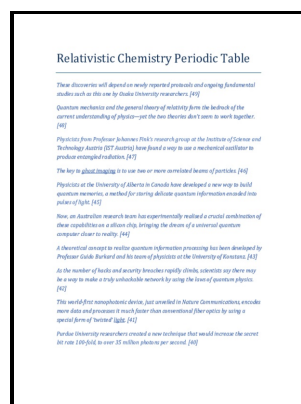 Relativistic Chemistry Periodic Table
These discoveries will depend on newly reported protocols and ongoing fundamental
studies such as this one by Osaka University researchers. [49]
Quantum mechanics and the general theory of relativity form the bedrock of the
current understanding of physics—yet the two theories don't seem to work together.
[48]
Physicists from Professor Johannes Fink's research group at the Institute of Science and
Technology Austria (IST Austria) have found a way to use a mechanical oscillator to
produce entangled radiation. [47]
The key to ghost imaging is to use two or more correlated beams of particles. [46]
Physicists at the University of Alberta in Canada have developed a new way to build
quantum memories, a method for storing delicate quantum information encoded into
pulses of light. [45]
Now, an Australian research team has experimentally realised a crucial combination of
these capabilities on a silicon chip, bringing the dream of a universal quantum
computer closer to reality. [44]
A theoretical concept to realize quantum information processing has been developed by
Professor Guido Burkard and his team of physicists at the University of Konstanz. [43]
As the number of hacks and security breaches rapidly climbs, scientists say there may
be a way to make a truly unhackable network by using the laws of quantum physics.
[42]
This world-first nanophotonic device, just unveiled in Nature Communications, encodes
more data and processes it much faster than conventional fiber optics by using a
special form of 'twisted' light. [41]
Purdue University researchers created a new technique that would increase the secret
bit rate 100-fold, to over 35 million photons per second. [40]